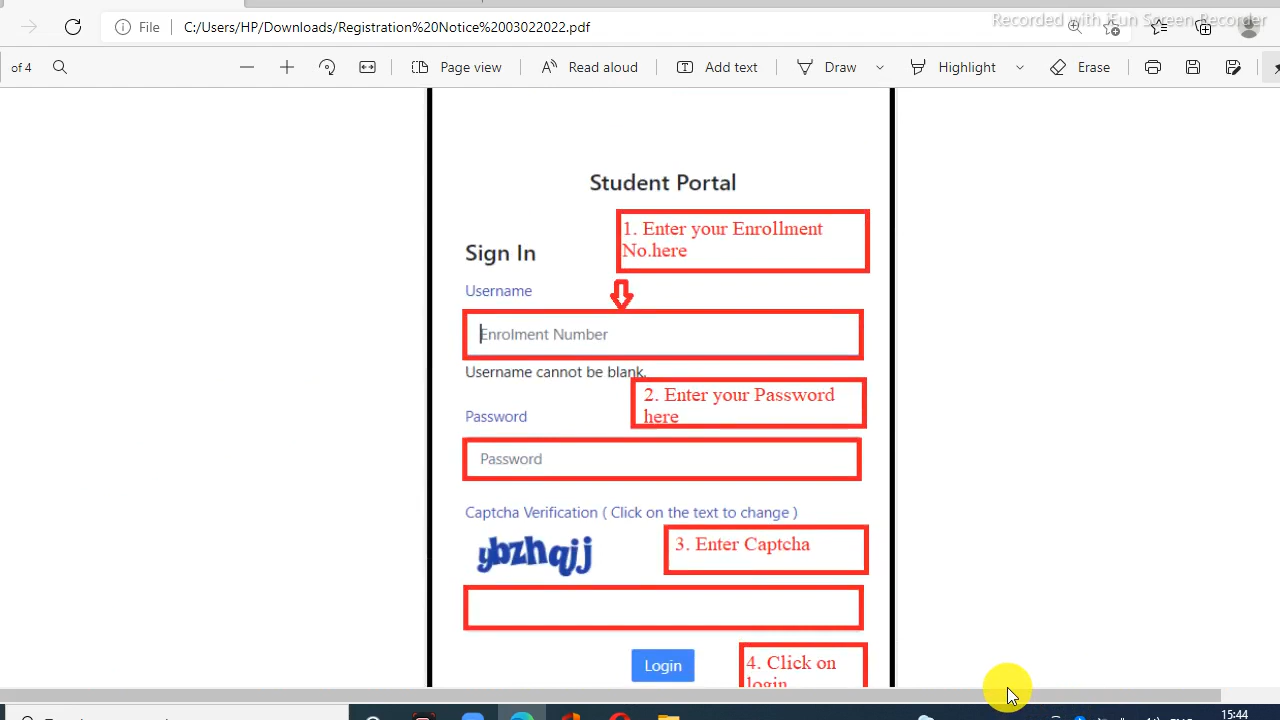 Recorded with iFun Screen Recorder
File C:/Users/HP/Downloads/Registration%20Notice%2003022022.pdf
of 4 Page view Read aloud Add text Draw Highlight Erase
Student Portal
1. Enter your Enrollment
No.here
Sign In
Username
Enrolment Number
Username cannot be blank.
2. Enter your Password
here
Password
Password
Captcha Verification ( Click on the text to change )
ybzhqjj
3. Enter Captcha
Login
4. Click on
login
15:44